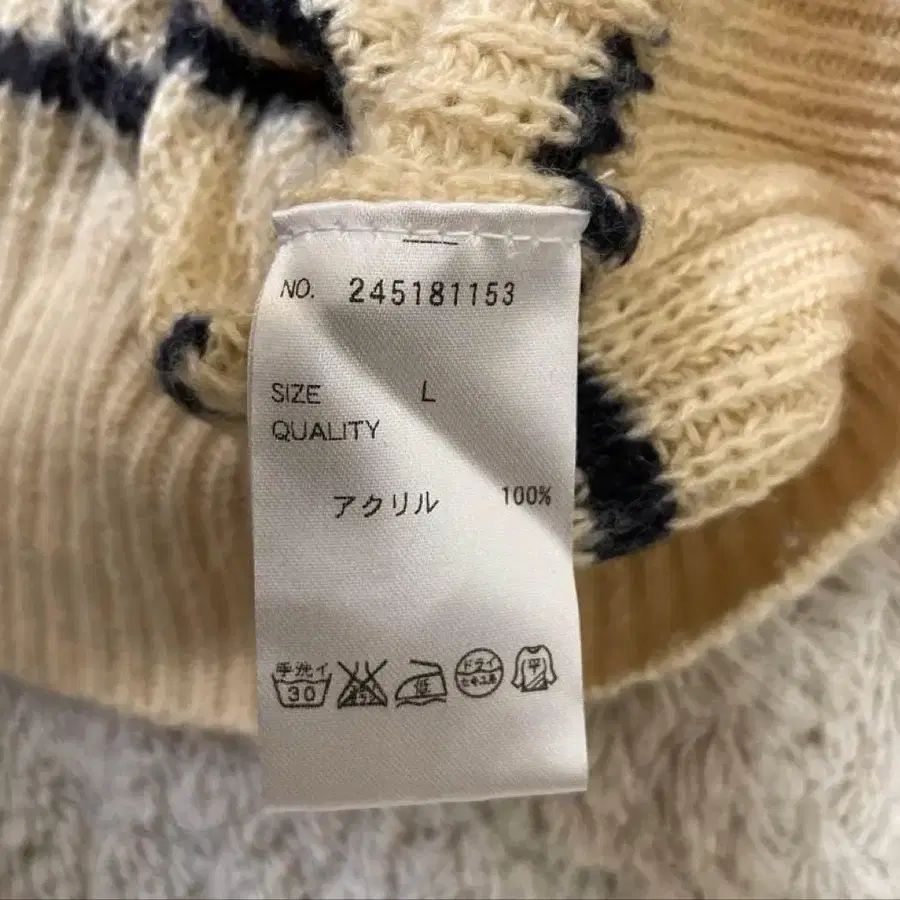 NO. 245181153
SIZE L
QUALITY
アクリル 100%
手洗イ
30
低
ドライ
セキユ系
平